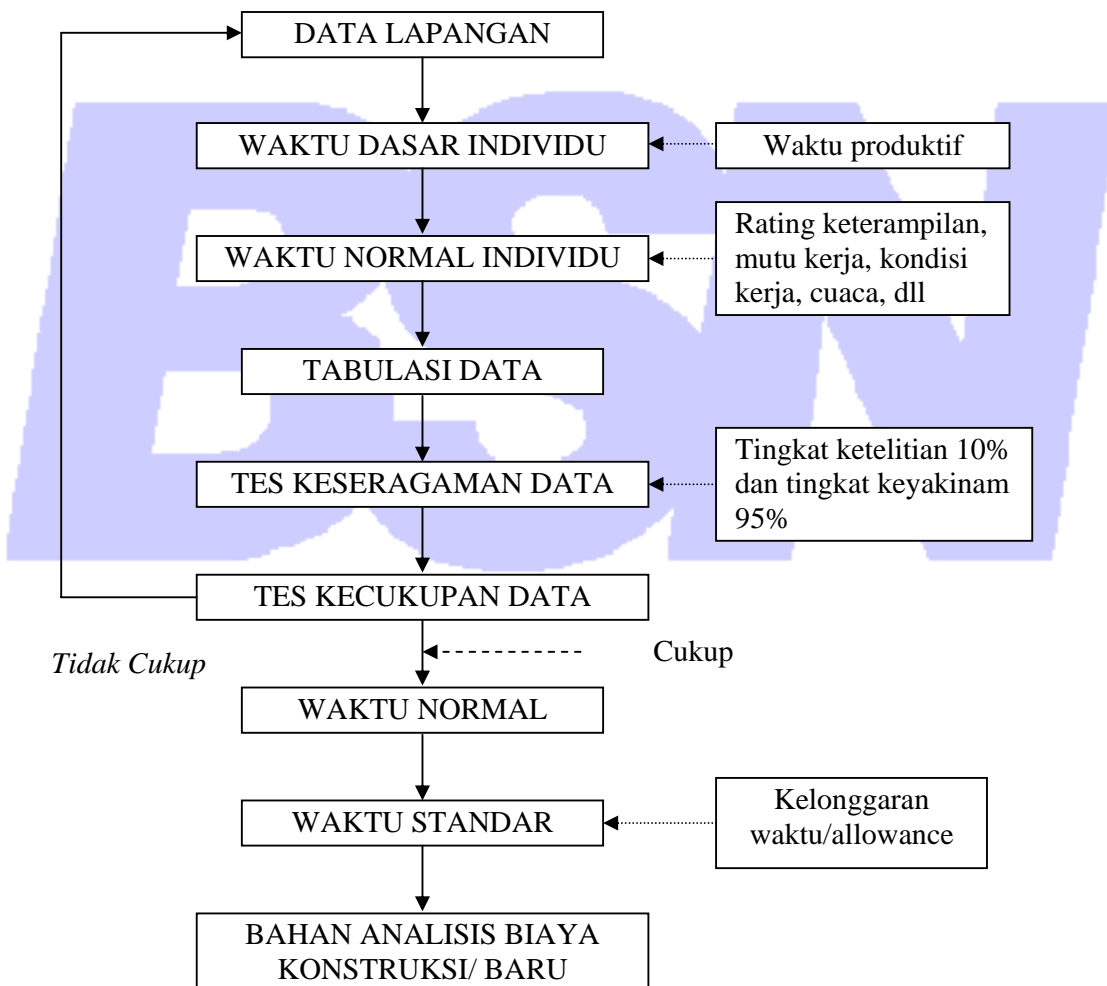 DATA LAPANGAN
WAKTU DASAR INDIVIDU
Waktu produktif
WAKTU NORMAL INDIVIDU
Rating keterampilan,
mutu kerja, kondisi
kerja, cuaca, dll
TABULASI DATA
TES KESERAGAMAN DATA
Tingkat ketelitian 10%
dan tingkat keyakinam
95%
TES KECUKUPAN DATA
Tidak Cukup
Cukup
WAKTU NORMAL
WAKTU STANDAR
Kelonggaran
waktu/allowance
BAHAN ANALISIS BIAYA
KONSTRUKSI/ BARU
BSN